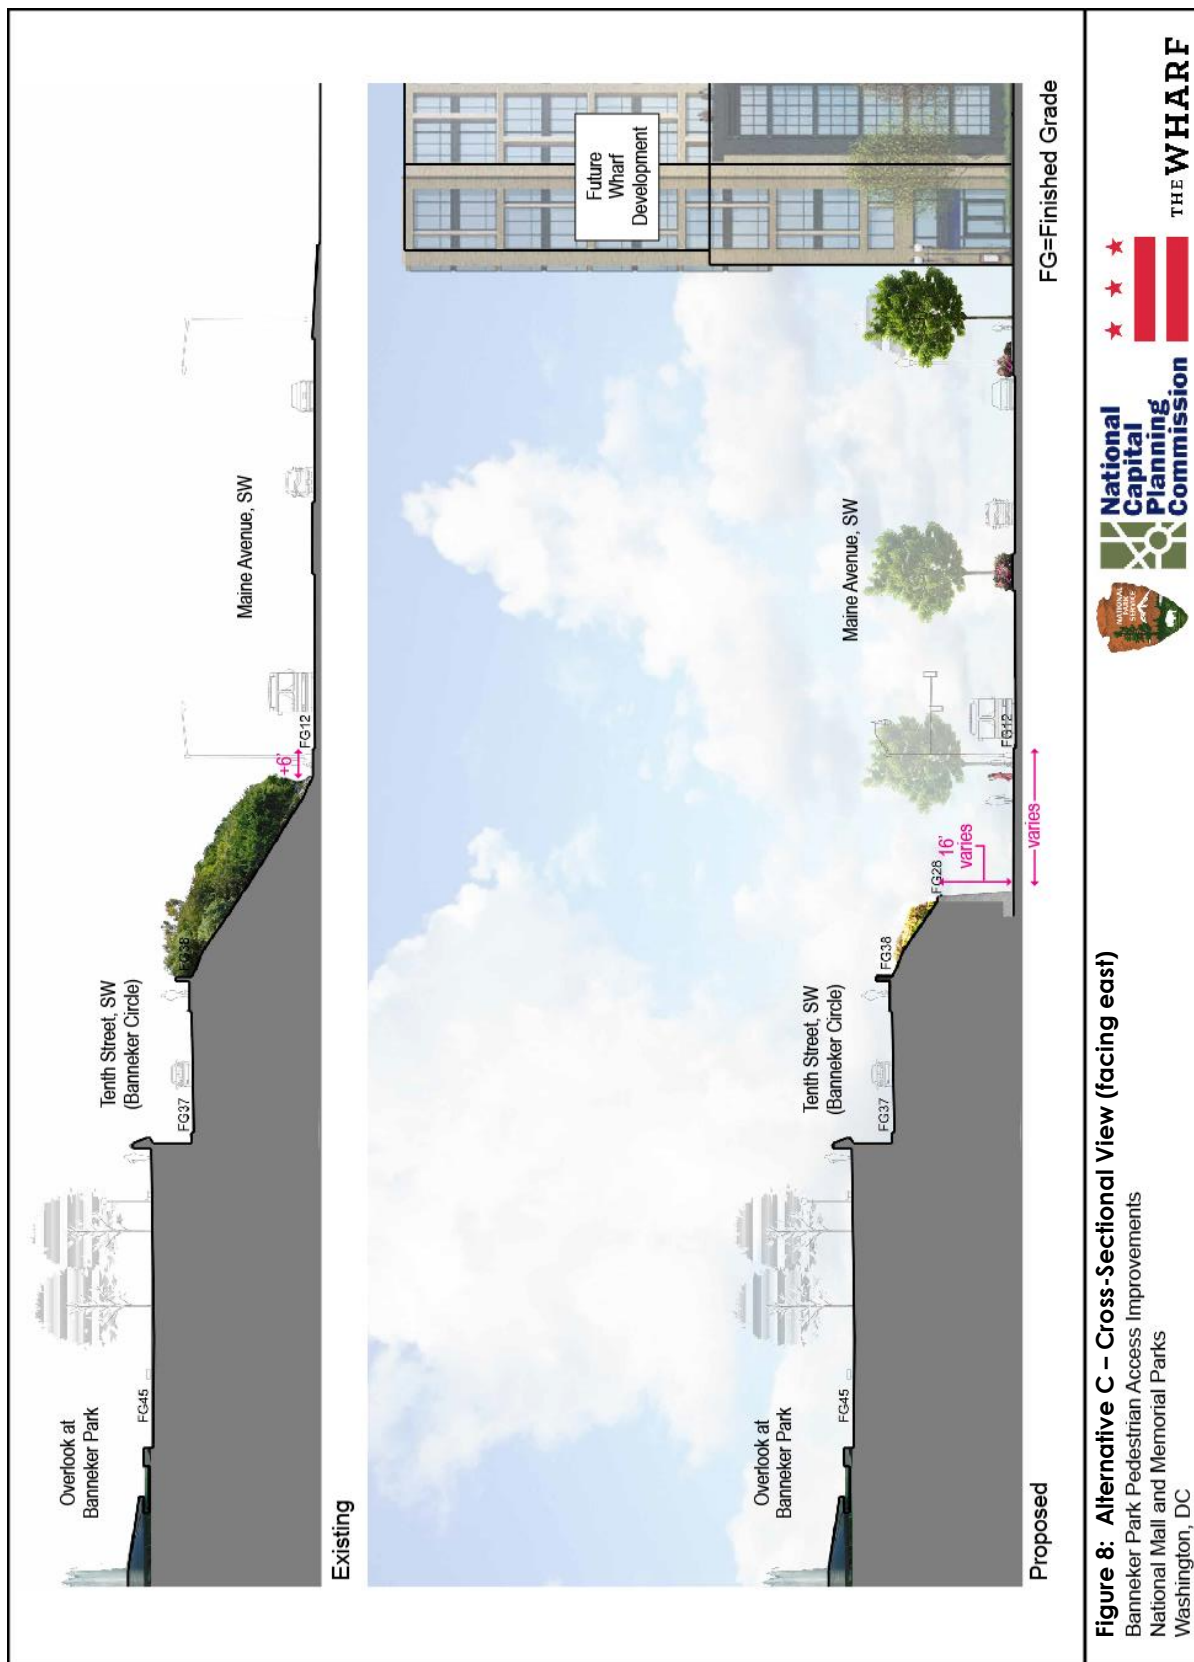 Overlook at
Banneker Park
FG45
Tenth Street, SW
(Banneker Circle)
FG37
FG38
+6'
FG12
Maine Avenue, SW
Existing
Overlook at
Banneker Park
FG45
Tenth Street, SW
(Banneker Circle)
FG37
FG38
FG28
16'
varies
varies
FG12
Maine Avenue, SW
Future
Wharf
Development
Proposed
FG=Finished Grade
Figure 8: Alternative C – Cross-Sectional View (facing east)
Banneker Park Pedestrian Access Improvements
National Mall and Memorial Parks
Washington, DC
NATIONAL
PARK
SERVICE
National
Capital
Planning
Commission
THE WHARF